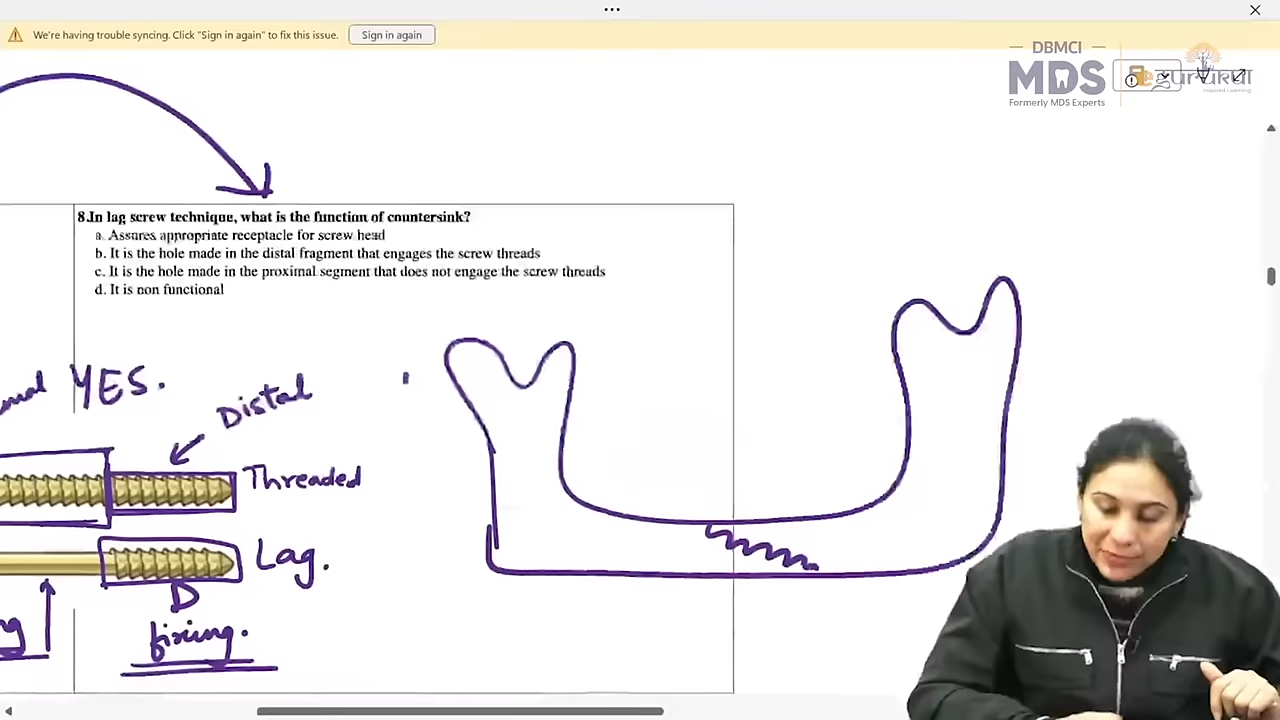 We're having trouble syncing. Click "Sign in again" to fix this issue.
Sign in again
DBMCI
MDS
Formerly MDS Experts
8.In lag screw technique, what is the function of countersink?
a. Assures appropriate receptacle for screw head
b. It is the hole made in the distal fragment that engages the screw threads
c. It is the hole made in the proximal segment that does not engage the screw threads
d. It is non functional
YES.
Distal
Threaded
Lag.
D
fixing.